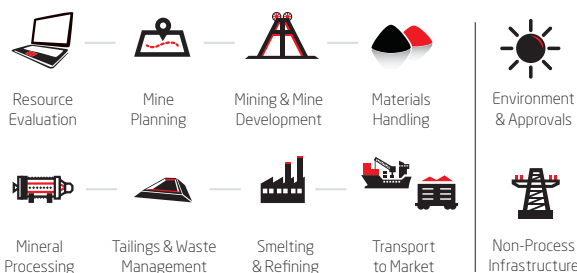 Resource
Evaluation
Mine
Planning
Mining & Mine
Development
Materials
Handling
Environment
& Approvals
Mineral
Processing
Tailings & Waste
Management
Smelting
& Refining
Transport
to Market
Non-Process
Infrastructure